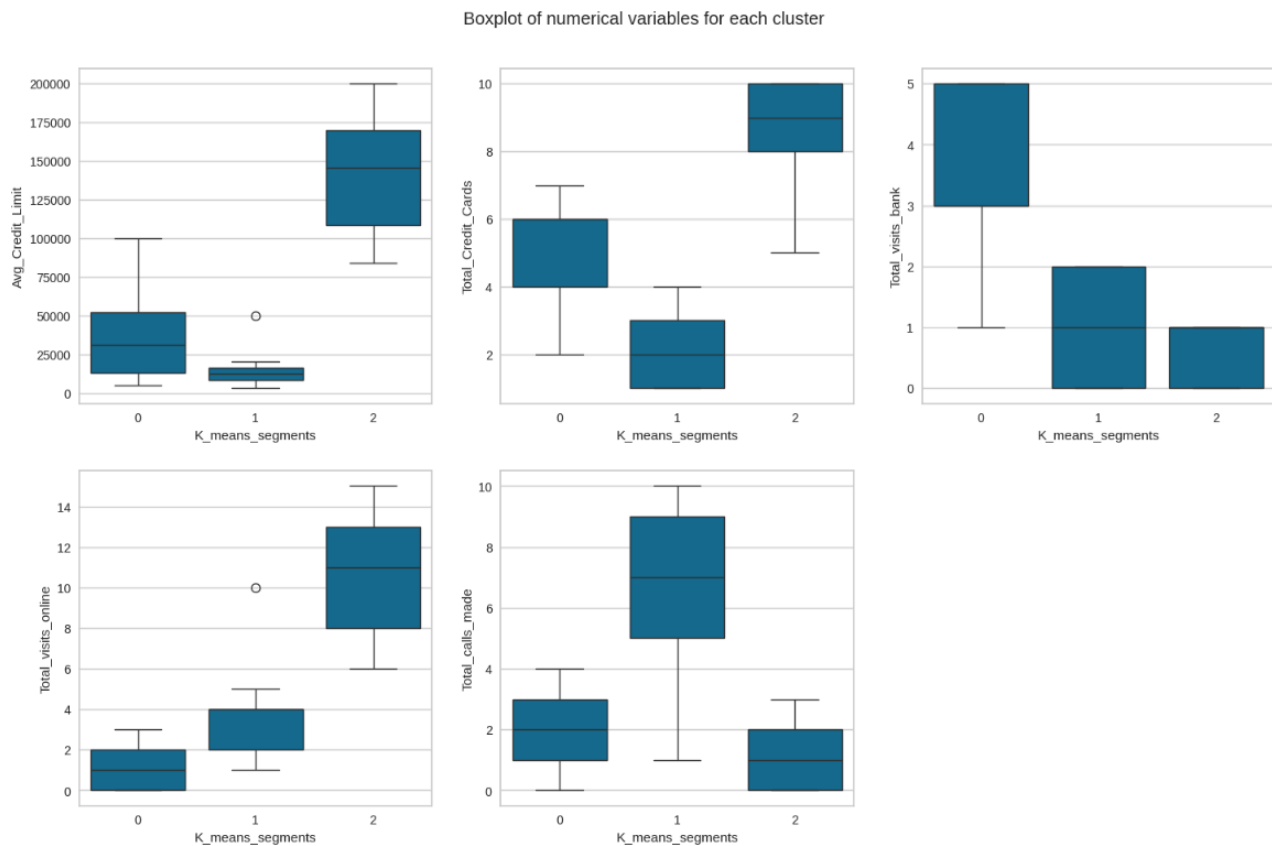 Boxplot of numerical variables for each cluster
Avg_Credit_Limit
200000
175000
150000
125000
100000
75000
50000
25000
0
0 1 2
K_means_segments
Total_Credit_Cards
10
8
6
4
2
0 1 2
K_means_segments
Total_visits_bank
5
4
3
2
1
0
0 1 2
K_means_segments
Total_visits_online
14
12
10
8
6
4
2
0
0 1 2
K_means_segments
Total_calls_made
10
8
6
4
2
0
0 1 2
K_means_segments